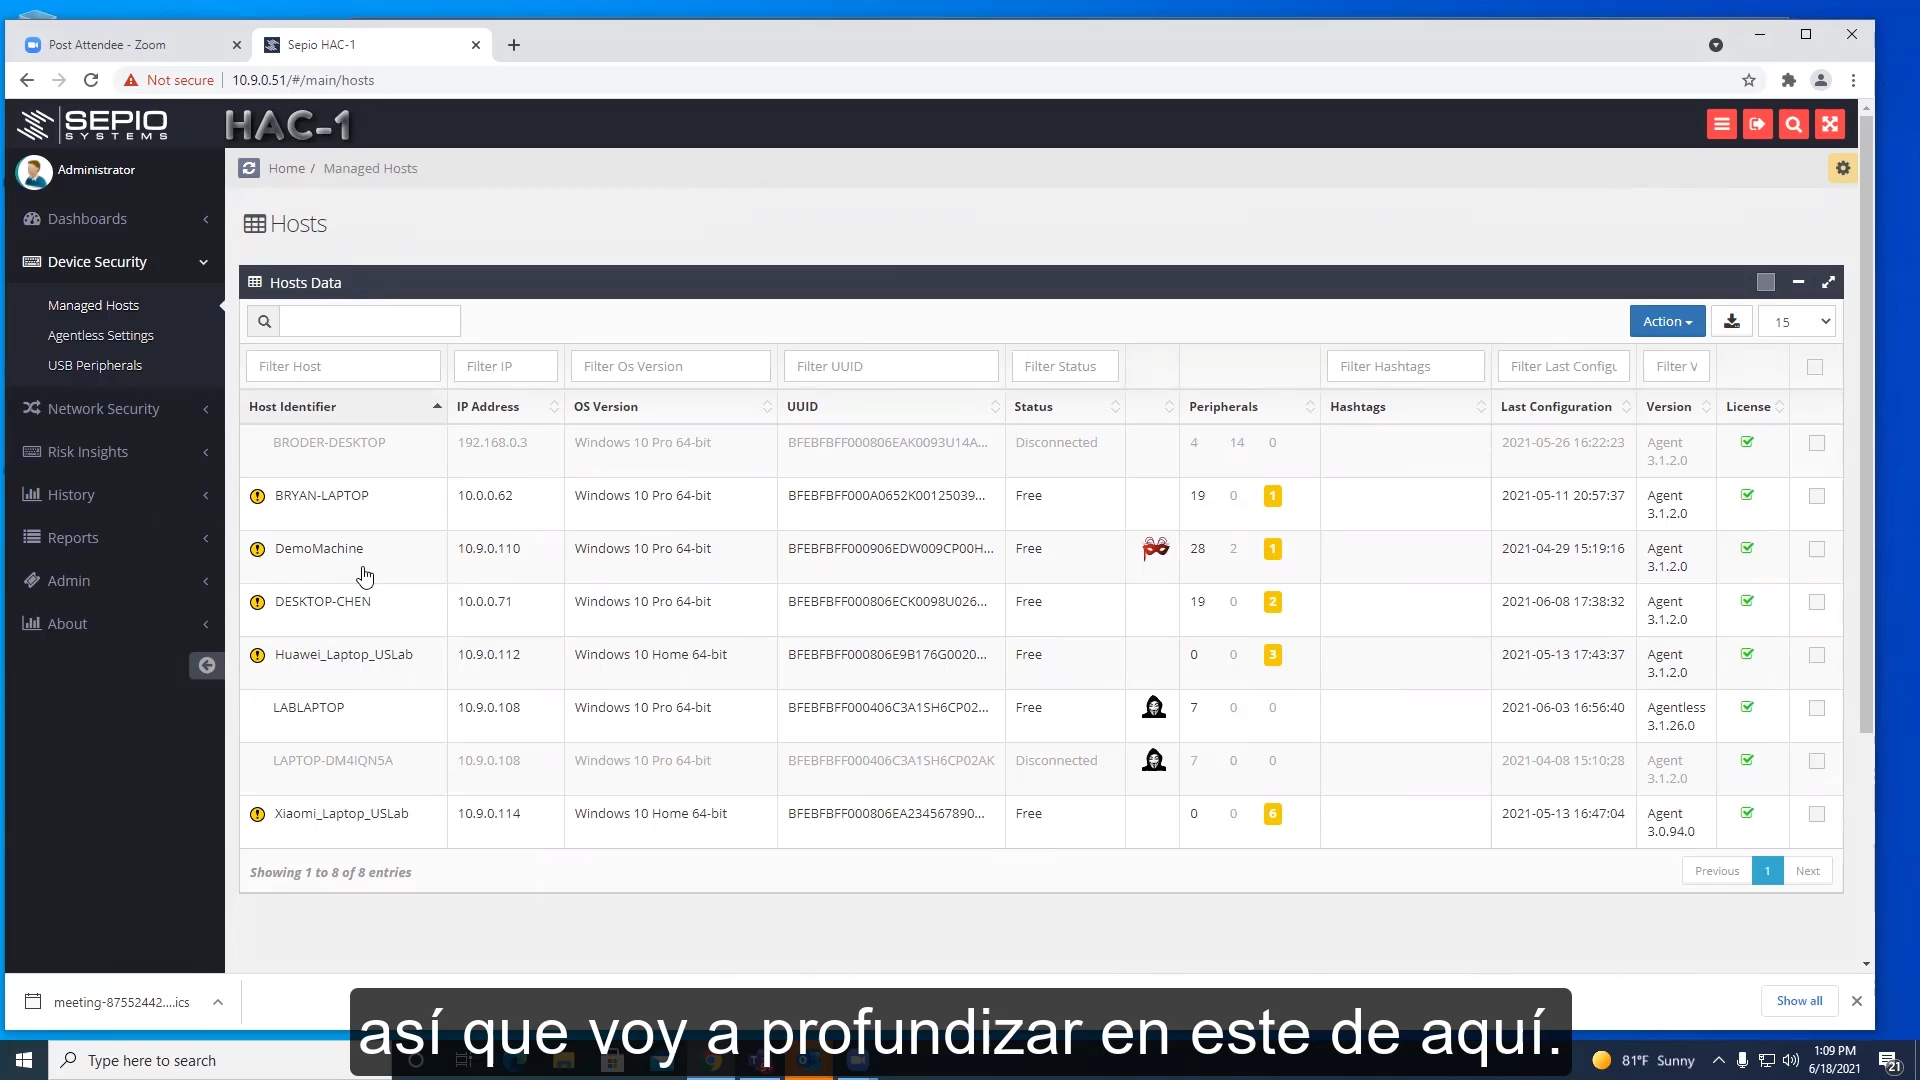 Post Attendee - Zoom
Sepio HAC-1
Not secure
10.9.0.51/#/main/hosts
SEPIO
SYSTEMS
HAC-1
Administrator
Home / Managed Hosts
Dashboards
Device Security
Managed Hosts
Agentless Settings
USB Peripherals
Network Security
Risk Insights
History
Reports
Admin
About
Hosts
Hosts Data
Action
15
Filter Host Filter IP Filter Os Version Filter UUID Filter Status Filter Hashtags Filter Last Configu Filter V
Host Identifier IP Address OS Version UUID Status Peripherals Hashtags Last Configuration Version License
BRODER-DESKTOP 192.168.0.3 Windows 10 Pro 64-bit BFEBFBFF000806EAK0093U14A... Disconnected 4 14 0 2021-05-26 16:22:23 Agent 3.1.2.0
BRYAN-LAPTOP 10.0.0.62 Windows 10 Pro 64-bit BFEBFBFF000A0652K00125039... Free 19 0 1 2021-05-11 20:57:37 Agent 3.1.2.0
DemoMachine 10.9.0.110 Windows 10 Pro 64-bit BFEBFBFF000906EDW009CP00H... Free 28 2 1 2021-04-29 15:19:16 Agent 3.1.2.0
DESKTOP-CHEN 10.0.0.71 Windows 10 Pro 64-bit BFEBFBFF000806ECK0098U026... Free 19 0 2 2021-06-08 17:38:32 Agent 3.1.2.0
Huawei_Laptop_USLab 10.9.0.112 Windows 10 Home 64-bit BFEBFBFF000806E9B176G0020... Free 0 0 3 2021-05-13 17:43:37 Agent 3.1.2.0
LABLAPTOP 10.9.0.108 Windows 10 Pro 64-bit BFEBFBFF000406C3A1SH6CP02... Free 7 0 0 2021-06-03 16:56:40 Agentless 3.1.26.0
LAPTOP-DM4IQN5A 10.9.0.108 Windows 10 Pro 64-bit BFEBFBFF000406C3A1SH6CP02AK Disconnected 7 0 0 2021-04-08 15:10:28 Agent 3.1.2.0
Xiaomi_Laptop_USLab 10.9.0.114 Windows 10 Home 64-bit BFEBFBFF000806EA234567890... Free 0 0 6 2021-05-13 16:47:04 Agent 3.0.94.0
Showing 1 to 8 of 8 entries
Previous 1 Next
meeting-87552442....ics
Show all
así que voy a profundizar en este de aquí.
Type here to search
81°F Sunny
1:09 PM
6/18/2021
21